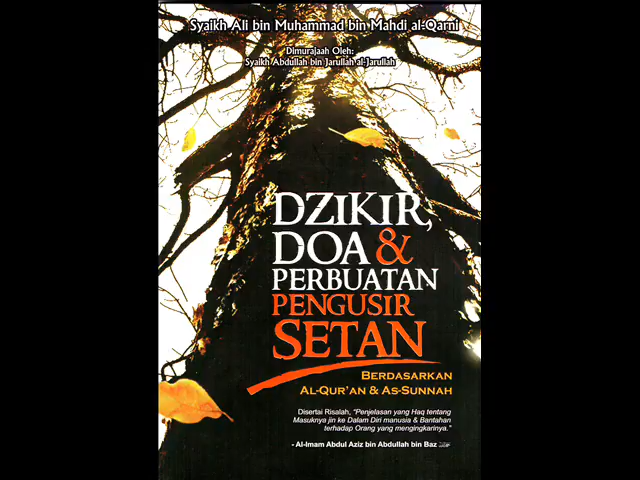 Syaikh Ali bin Muhammad bin Mahdi al-Qarni
Dimurajaah Oleh:
Syaikh Abdullah bin Jarullah al-Jarullah
DZIKIR,
DOA &
PERBUATAN
PENGUSIR
SETAN
BERDASARKAN
AL-QUR'AN & AS-SUNNAH
Disertai Risalah, "Penjelasan yang Haq tentang
Masuknya jin ke Dalam Diri manusia & Bantahan
terhadap Orang yang mengingkarinya."
- Al-Imam Abdul Aziz bin Abdullah bin Baz